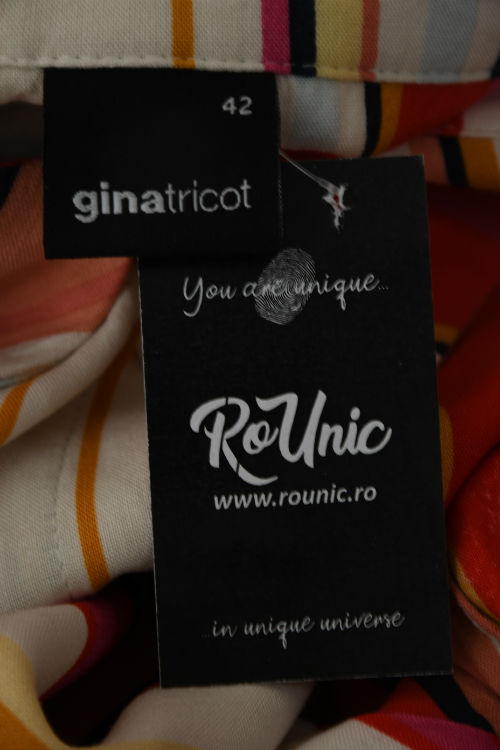 42
ginatricot
You are unique...
RoUnic
www.rounic.ro
...in unique universe